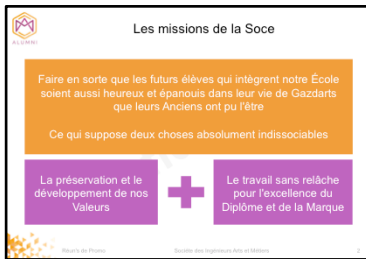 Les missions de la Soce
ALUMNI
Faire en sorte que les futurs élèves qui intègrent notre École
soient aussi heureux et épanouis dans leur vie de Gazdarts
que leurs Anciens ont pu l'être
Ce qui suppose deux choses absolument indissociables
La préservation et le
développement de nos
Valeurs
Le travail sans relâche
pour l'excellence du
Diplôme et de la Marque
Société des Ingénieurs Arts et Métiers
2